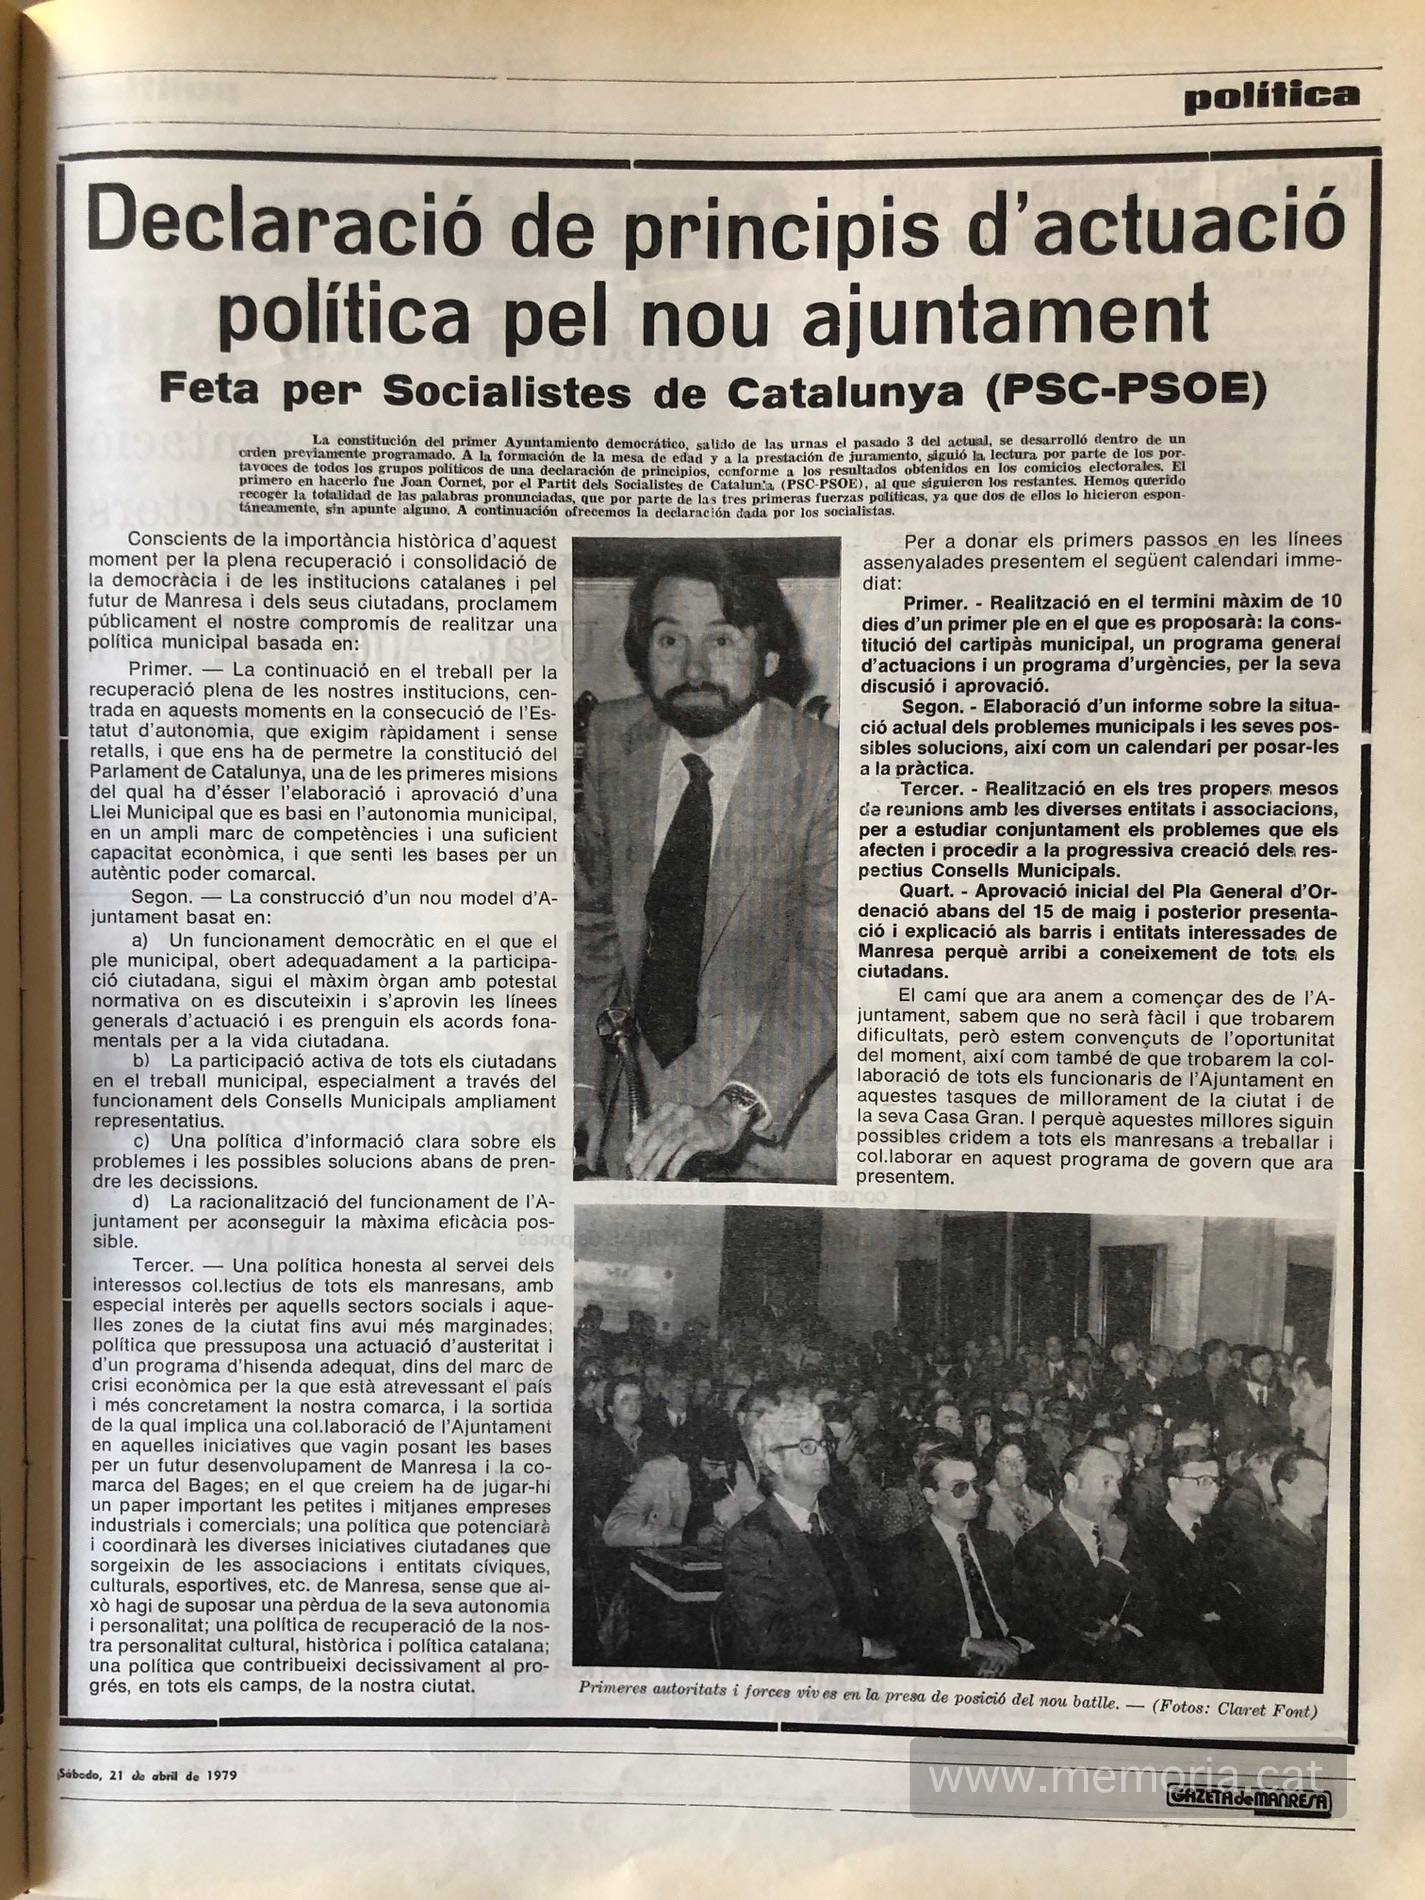 política
Declaració de principis d'actuació
política pel nou ajuntament
Feta per Socialistes de Catalunya (PSC-PSOE)
La constitución del primer Ayuntamiento democrático, salido de las urnas el pasado 3 del actual, se desarrolló dentro de un
orden previamente programado. A la formación de la mesa de edad y a la prestación de juramento, siguió la lectura por parte de los por-
tavoces de todos los grupos políticos de una declaración de principios, conforme a los resultados obtenidos en los comicios electorales. El
primero en hacerlo fue Joan Cornet, por el Partit dels Socialistes de Catalunya (PSC-PSOE), al que siguieron los restantes. Hemos querido
recoger la totalidad de las palabras pronunciadas, que por parte de las tres primeras fuerzas políticas, ya que dos de ellos lo hicieron espon-
táneamente, sin apunte alguno. A continuación ofrecemos la declaración dada por los socialistas.
Conscients de la importància històrica d'aquest
moment per la plena recuperació i consolidació de
la democràcia i de les institucions catalanes i pel
futur de Manresa i dels seus ciutadans, proclamem
públicament el nostre compromís de realitzar una
política municipal basada en:
Primer. — La continuació en el treball per la
recuperació plena de les nostres institucions, cen-
trada en aquests moments en la consecució de l'Es-
tatut d'autonomia, que exigim ràpidament i sense
retalls, i que ens ha de permetre la constitució del
Parlament de Catalunya, una de les primeres misions
del qual ha d'ésser l'elaboració i aprovació d'una
Llei Municipal que es basi en l'autonomia municipal,
en un ampli marc de competències i una suficient
capacitat econòmica, i que senti les bases per un
autèntic poder comarcal.
Segon. — La construcció d'un nou model d'A-
juntament basat en:
a) Un funcionament democràtic en el que el
ple municipal, obert adequadament a la participa-
ció ciutadana, sigui el màxim òrgan amb potestat
normativa on es discuteixin i s'aprovin les línees
generals d'actuació i es prenguin els acords fona-
mentals per a la vida ciutadana.
b) La participació activa de tots els ciutadans
en el treball municipal, especialment a través del
funcionament dels Consells Municipals ampliament
representatius.
c) Una política d'informació clara sobre els
problemes i les possibles solucions abans de pren-
dre les decissions.
d) La racionalització del funcionament de l'A-
juntament per aconseguir la màxima eficàcia pos-
sible.
Tercer. — Una política honesta al servei dels
interessos col.lectius de tots els manresans, amb
especial interès per aquells sectors socials i aque-
lles zones de la ciutat fins avui més marginades;
política que pressuposa una actuació d'austeritat i
d'un programa d'hisenda adequat, dins del marc de
crisi econòmica per la que està atrevessant el país
i més concretament la nostra comarca, i la sortida
de la qual implica una col.laboració de l'Ajuntament
en aquelles iniciatives que vagin posant les bases
per un futur desenvolupament de Manresa i la co-
marca del Bages; en el que creiem ha de jugar-hi
un paper important les petites i mitjanes empreses
industrials i comercials; una política que potenciarà
i coordinarà les diverses iniciatives ciutadanes que
sorgeixin de les associacions i entitats cíviques,
culturals, esportives, etc. de Manresa, sense que ai-
xò hagi de suposar una pèrdua de la seva autonomia
i personalitat; una política de recuperació de la nos-
tra personalitat cultural, històrica i política catalana;
una política que contribueixi decissivament al pro-
grés, en tots els camps, de la nostra ciutat.
Per a donar els primers passos en les línees
assenyalades presentem el següent calendari imme-
diat:
Primer. - Realització en el termini màxim de 10
dies d'un primer ple en el que es proposarà: la cons-
titució del cartipàs municipal, un programa general
d'actuacions i un programa d'urgències, per la seva
discusió i aprovació.
Segon. - Elaboració d'un informe sobre la situa-
ció actual dels problemes municipals i les seves pos-
sibles solucions, així com un calendari per posar-les
a la pràctica.
Tercer. - Realització en els tres propers mesos
de reunions amb les diverses entitats i associacions,
per a estudiar conjuntament els problemes que els
afecten i procedir a la progressiva creació dels res-
pectius Consells Municipals.
Quart. - Aprovació inicial del Pla General d'Or-
denació abans del 15 de maig i posterior presenta-
ció i explicació als barris i entitats interessades de
Manresa perquè arribi a coneixement de tots els
ciutadans.
El camí que ara anem a començar des de l'A-
juntament, sabem que no serà fàcil i que trobarem
dificultats, però estem convençuts de l'oportunitat
del moment, així com també de que trobarem la col-
laboració de tots els funcionaris de l'Ajuntament en
aquestes tasques de millorament de la ciutat i de
la seva Casa Gran. I perquè aquestes millores siguin
possibles cridem a tots els manresans a treballar i
col.laborar en aquest programa de govern que ara
presentem.
Primeres autoritats i forces vives en la presa de posició del nou batlle. — (Fotos: Claret Font)
Sábado, 21 de abril de 1979
www.memoria.cat
GAZETA de MANRESA